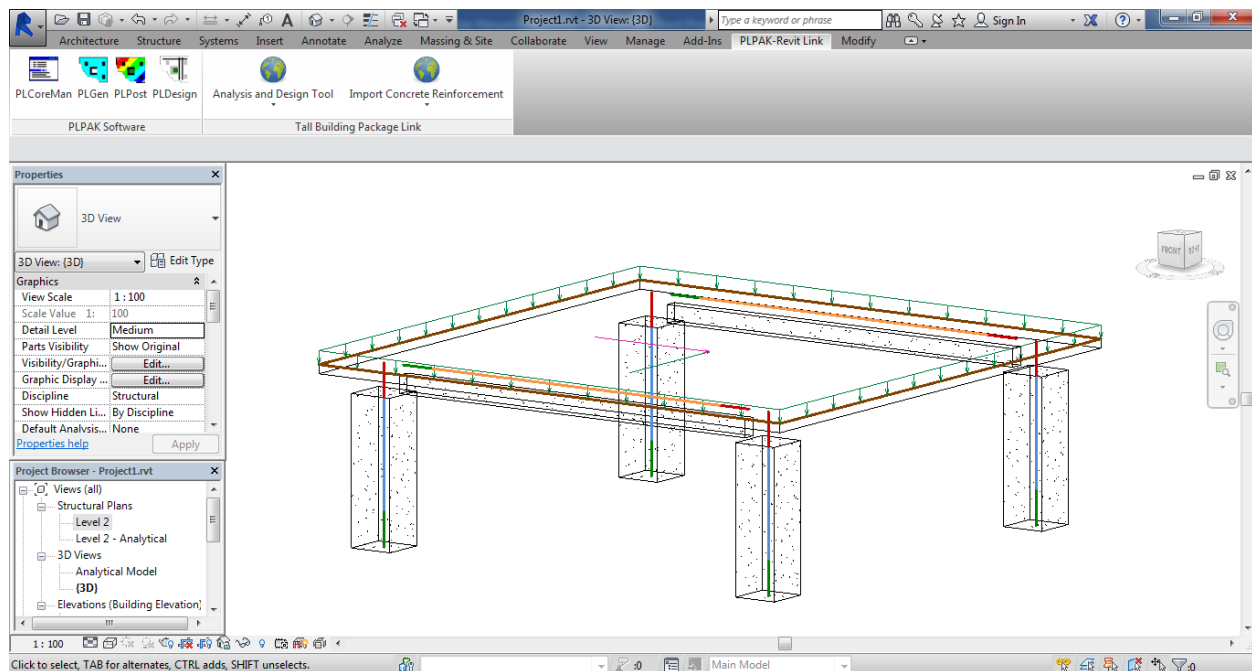 Project1.rvt - 3D View: {3D}
Type a keyword or phrase
Sign In
Architecture Structure Systems Insert Annotate Analyze Massing & Site Collaborate View Manage Add-Ins PLPAK-Revit Link Modify
PLCoreMan PLGen PLPost PLDesign Analysis and Design Tool Import Concrete Reinforcement
PLPAK Software Tall Building Package Link
Properties
3D View
3D View: {3D} Edit Type
Graphics
View Scale 1 : 100
Scale Value 1: 100
Detail Level Medium
Parts Visibility Show Original
Visibility/Graphi... Edit...
Graphic Display ... Edit...
Discipline Structural
Show Hidden Li... By Discipline
Default Analysis... None
Properties help Apply
Project Browser - Project1.rvt
Views (all)
Structural Plans
Level 2
Level 2 - Analytical
3D Views
Analytical Model
{3D}
Elevations (Building Elevation)
FRONT
1 : 100
Click to select, TAB for alternates, CTRL adds, SHIFT unselects.
:0
Main Model
:0